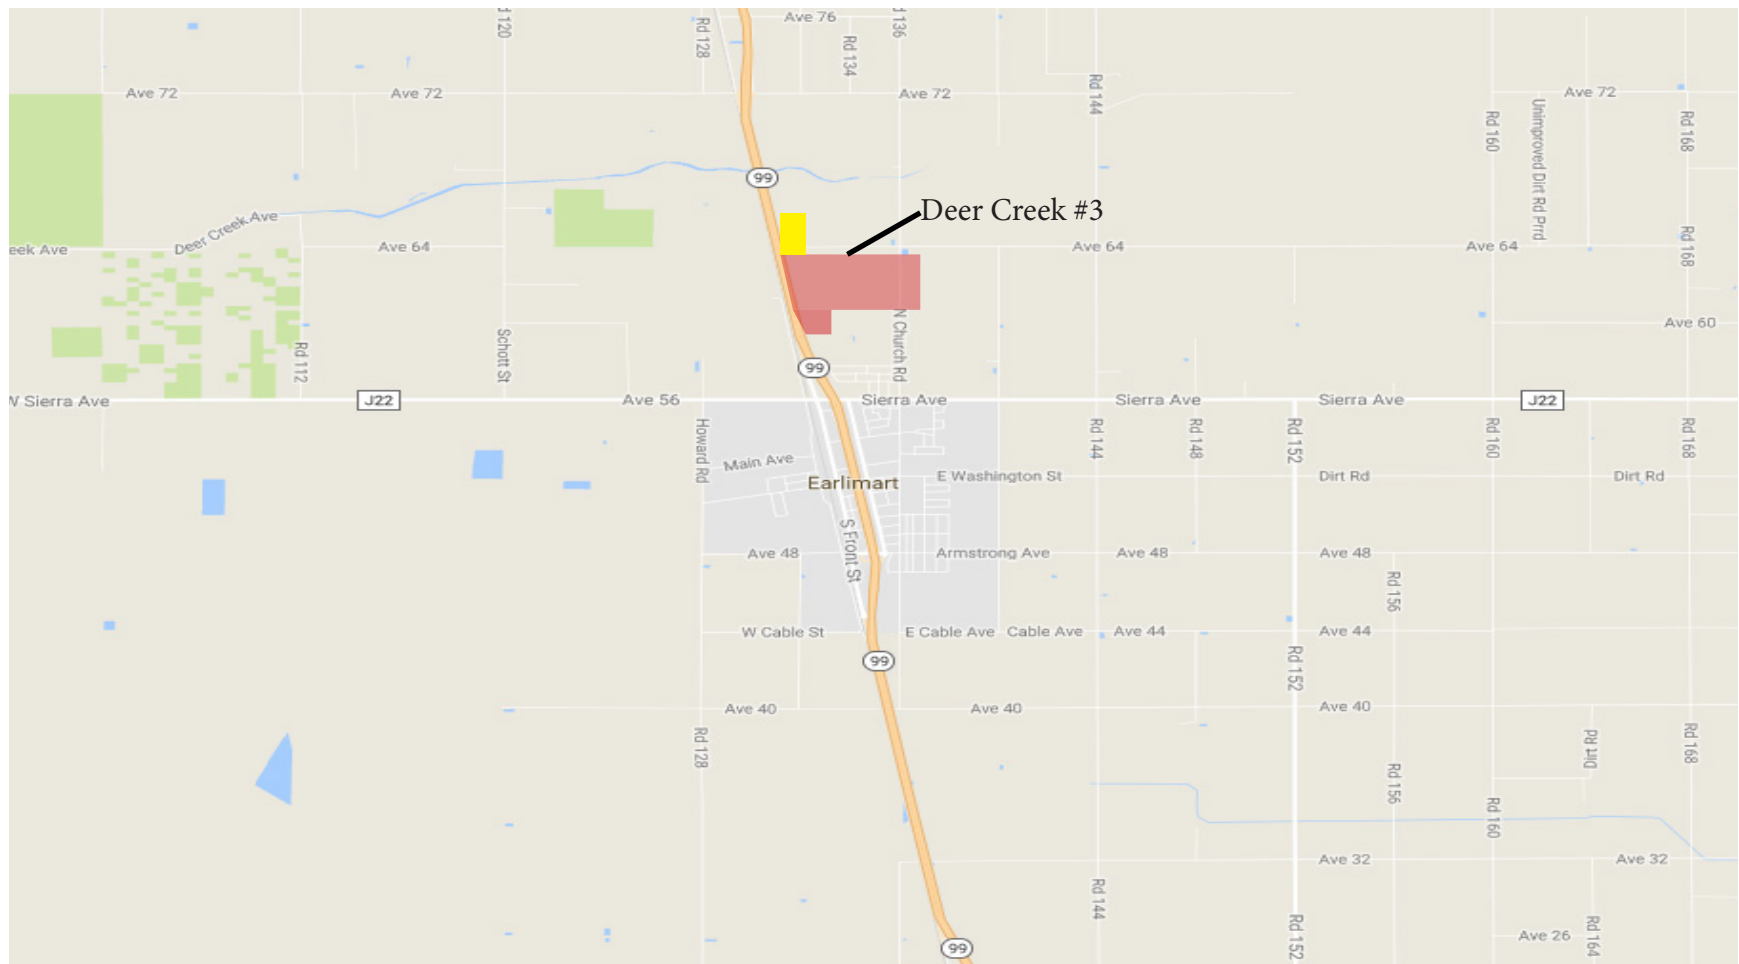 Ave 76
d 120
Rd 128
Rd 134
d 136
Ave 72
Ave 72
Ave 72
Ave 72
Rd 144
Rd 160
Unimproved Dirt Rd Prrd
Rd 168
99
Deer Creek #3
Deer Creek Ave
eek Ave
Ave 64
Ave 64
Ave 64
Rd 168
Ave 60
Rd 112
Schott St
N Church Rd
99
W Sierra Ave
J22
Ave 56
Sierra Ave
Sierra Ave
Sierra Ave
J22
Howard Rd
Rd 144
Rd 148
Rd 152
Rd 160
Rd 168
Main Ave
Earlimart
E Washington St
Dirt Rd
Dirt Rd
S Front St
Ave 48
Armstrong Ave
Ave 48
Ave 48
Rd 156
W Cable St
E Cable Ave
Cable Ave
Ave 44
Ave 44
99
Rd 152
Ave 40
Ave 40
Ave 40
Rd 128
Dirt Rd
Rd 168
Rd 156
Rd 160
Ave 32
Ave 32
Rd 144
Rd 152
Ave 26
Rd 164
99